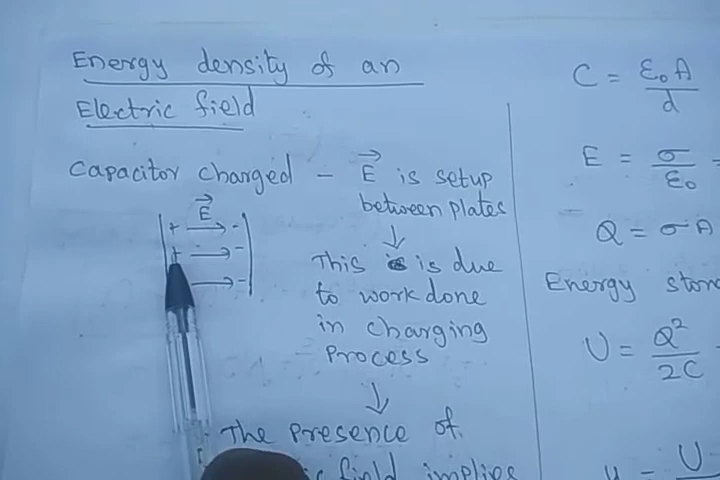 Energy density of an
Electric field
Capacitor charged - E is setup
between plates
E
+ -
+ -
-
This is due
to work done
in charging
process
The presence of
field implies
C = ε₀A/d
E = σ/ε₀ =
Q = σA
Energy
U = Q²/2C